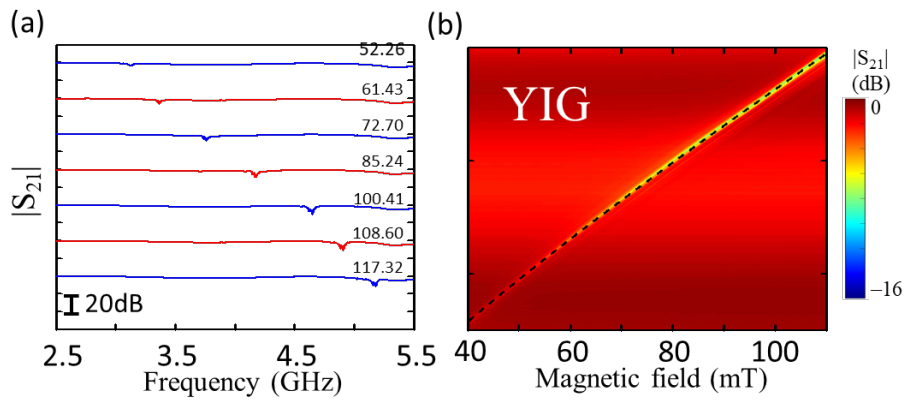 (a)
52.26
61.43
72.70
85.24
100.41
108.60
117.32
20dB
|S21|
2.5 3.5 4.5 5.5
Frequency (GHz)
(b)
YIG
40 60 80 100
Magnetic field (mT)
|S21|
(dB)
0
−16